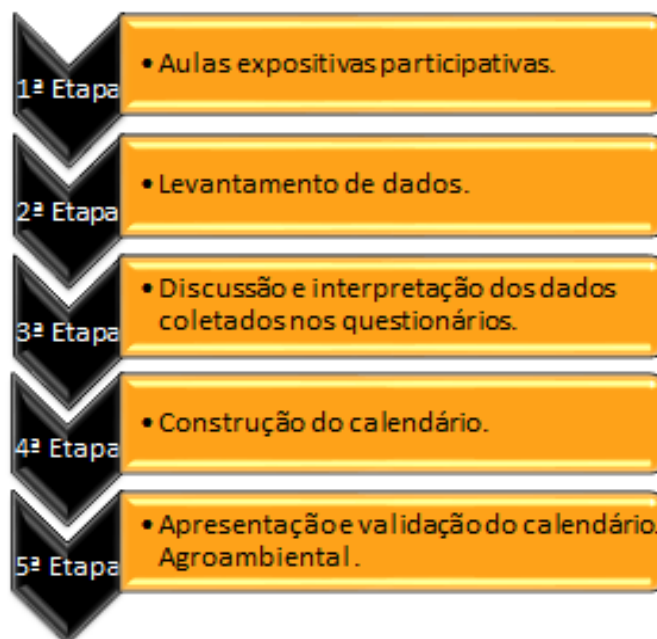 1ª Etapa
• Aulas expositivas participativas.
2ª Etapa
• Levantamento de dados.
3ª Etapa
• Discussão e interpretação dos dados
coletados nos questionários.
4ª Etapa
• Construção do calendário.
5ª Etapa
• Apresentação e validação do calendário.
Agroambiental.